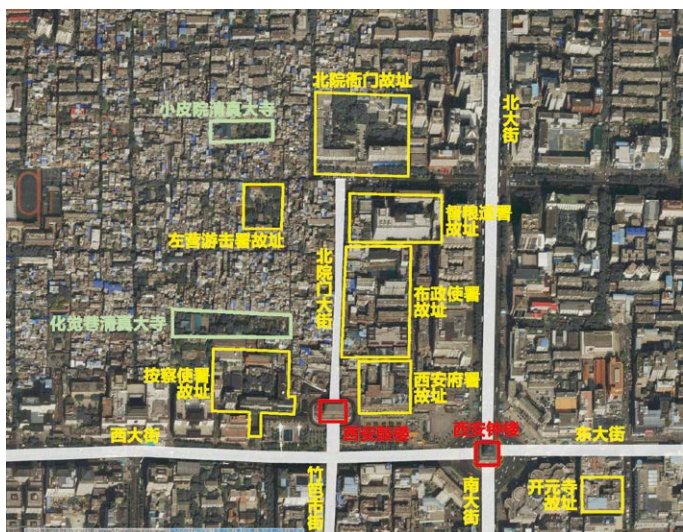 北院衙门故址
小皮院清真大寺
北大街
督粮道署
故址
左营游击署故址
北院门大街
布政使署
故址
化觉巷清真大寺
按察使署
故址
西安府署
故址
西安鼓楼
西安钟楼
西大街
东大街
竹笆市街
南大街
开元寺
故址